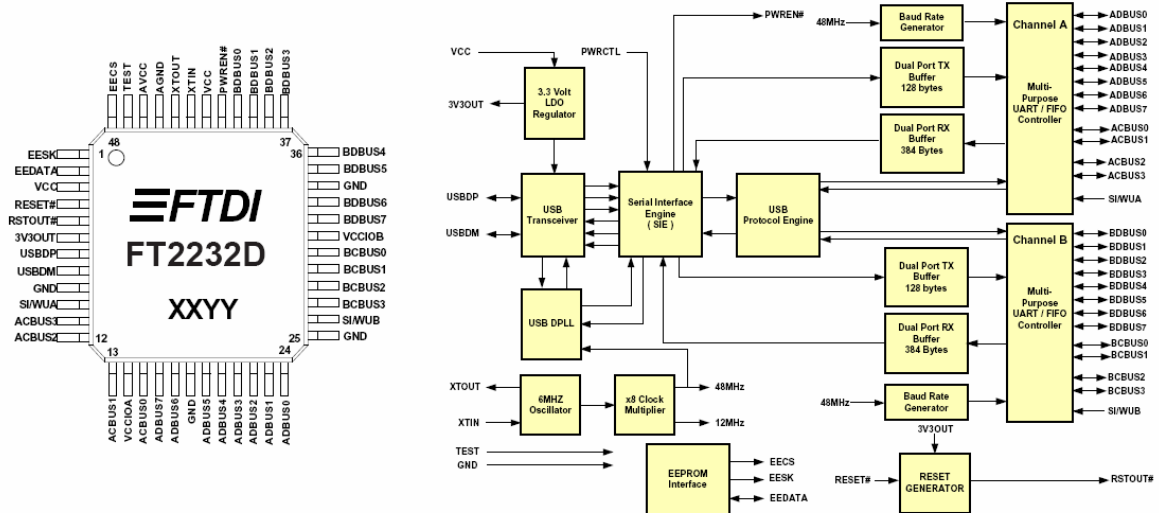 EECS
TEST
AVCC
AGND
XTOUT
XTIN
VCC
PWREN#
BDBUS0
BDBUS1
BDBUS2
BDBUS3
48
37
1
36
EESK
EEDATA
VCC
RESET#
RSTOUT#
3V3OUT
USBDP
USBDM
GND
SI/WUA
ACBUS3
ACBUS2
FTDI
FT2232D
XXYY
BDBUS4
BDBUS5
GND
BDBUS6
BDBUS7
VCCIOB
BCBUS0
BCBUS1
BCBUS2
BCBUS3
SI/WUB
GND
12
25
13
24
ACBUS1
VCCIOA
ACBUS0
ADBUS7
ADBUS6
GND
ADBUS5
ADBUS4
ADBUS3
ADBUS2
ADBUS1
ADBUS0
VCC
PWRCTL
PWREN#
48MHz
Baud Rate
Generator
3.3 Volt
LDO
Regulator
3V3OUT
Dual Port TX
Buffer
128 bytes
Dual Port RX
Buffer
384 Bytes
Channel A
Multi-
Purpose
UART / FIFO
Controller
ADBUS0
ADBUS1
ADBUS2
ADBUS3
ADBUS4
ADBUS5
ADBUS6
ADBUS7
ACBUS0
ACBUS1
ACBUS2
ACBUS3
SI/WUA
USBDP
USBDM
USB
Transceiver
Serial Interface
Engine
( SIE )
USB
Protocol Engine
USB DPLL
Dual Port TX
Buffer
128 bytes
Dual Port RX
Buffer
384 Bytes
Channel B
Multi-
Purpose
UART / FIFO
Controller
BDBUS0
BDBUS1
BDBUS2
BDBUS3
BDBUS4
BDBUS5
BDBUS6
BDBUS7
BCBUS0
BCBUS1
BCBUS2
BCBUS3
SI/WUB
XTOUT
XTIN
6MHZ
Oscillator
x8 Clock
Multiplier
48MHz
12MHz
48MHz
Baud Rate
Generator
TEST
GND
EEPROM
Interface
EECS
EESK
EEDATA
3V3OUT
RESET#
RESET
GENERATOR
RSTOUT#